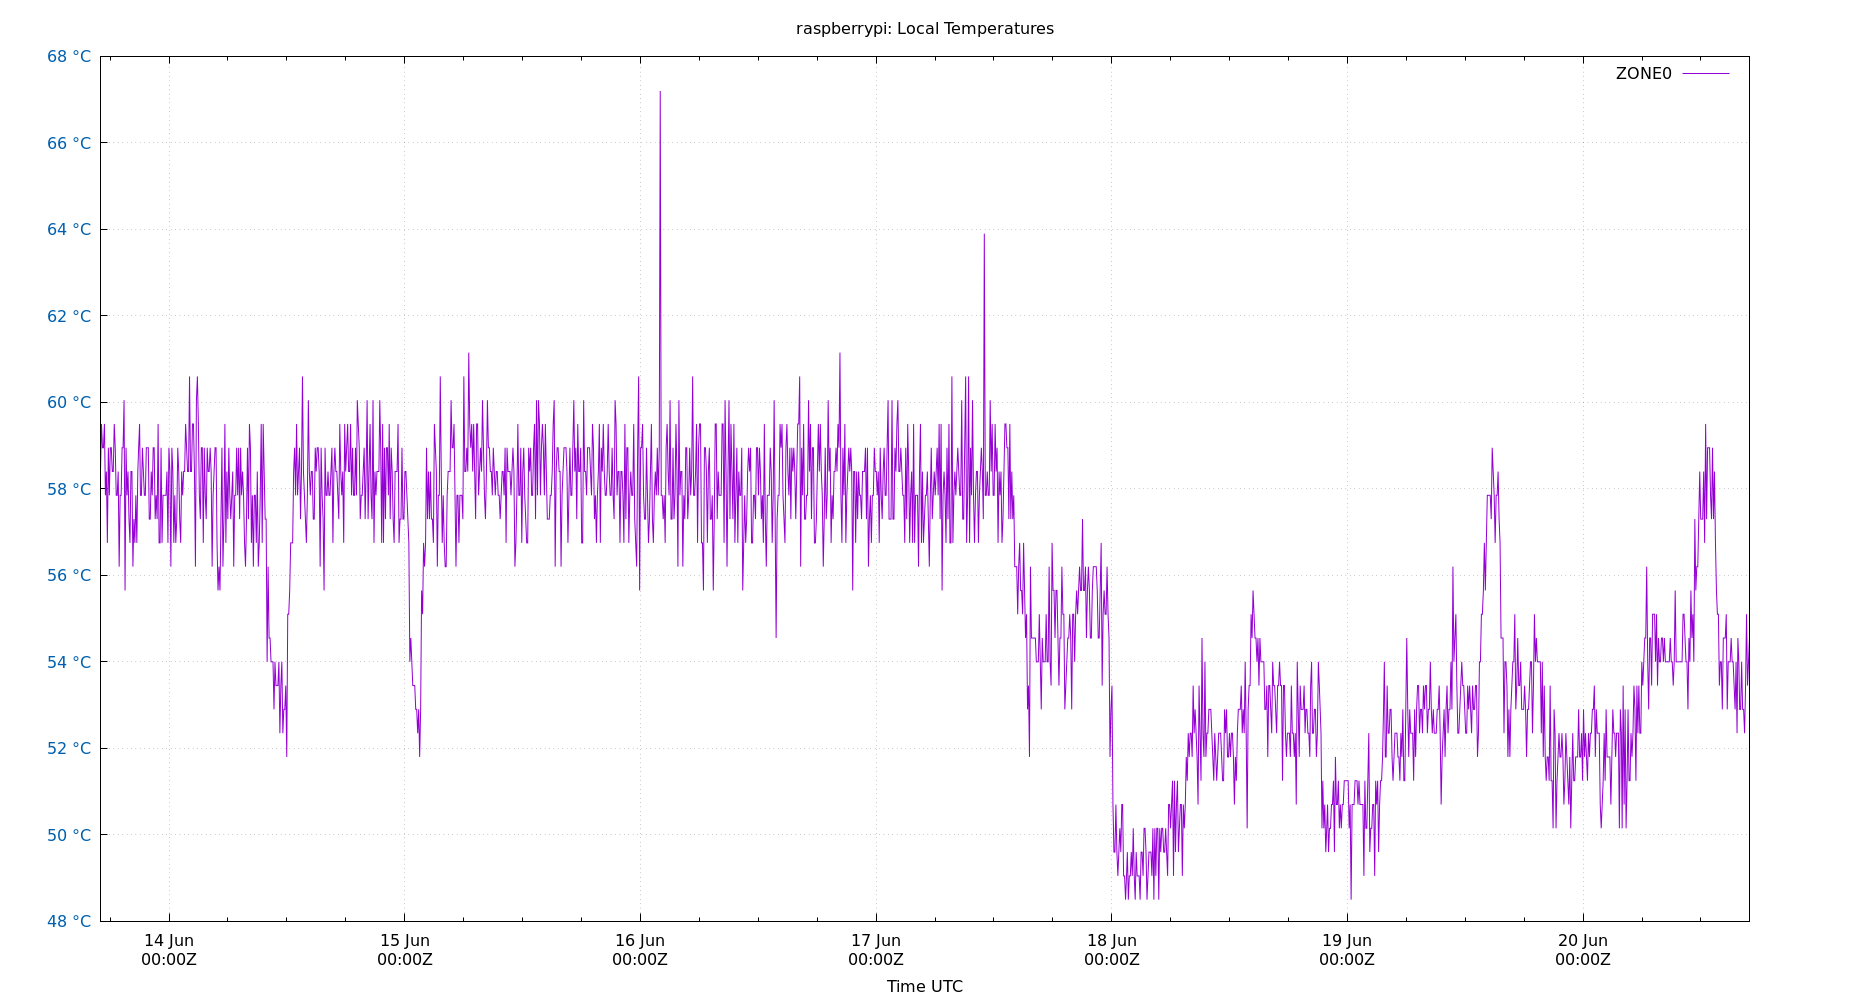 raspberrypi: Local Temperatures
68 °C
ZONE0
66 °C
64 °C
62 °C
60 °C
58 °C
56 °C
54 °C
52 °C
50 °C
48 °C
14 Jun 15 Jun 16 Jun 17 Jun 18 Jun 19 Jun 20 Jun
00:00Z 00:00Z 00:00Z 00:00Z 00:00Z 00:00Z 00:00Z
Time UTC